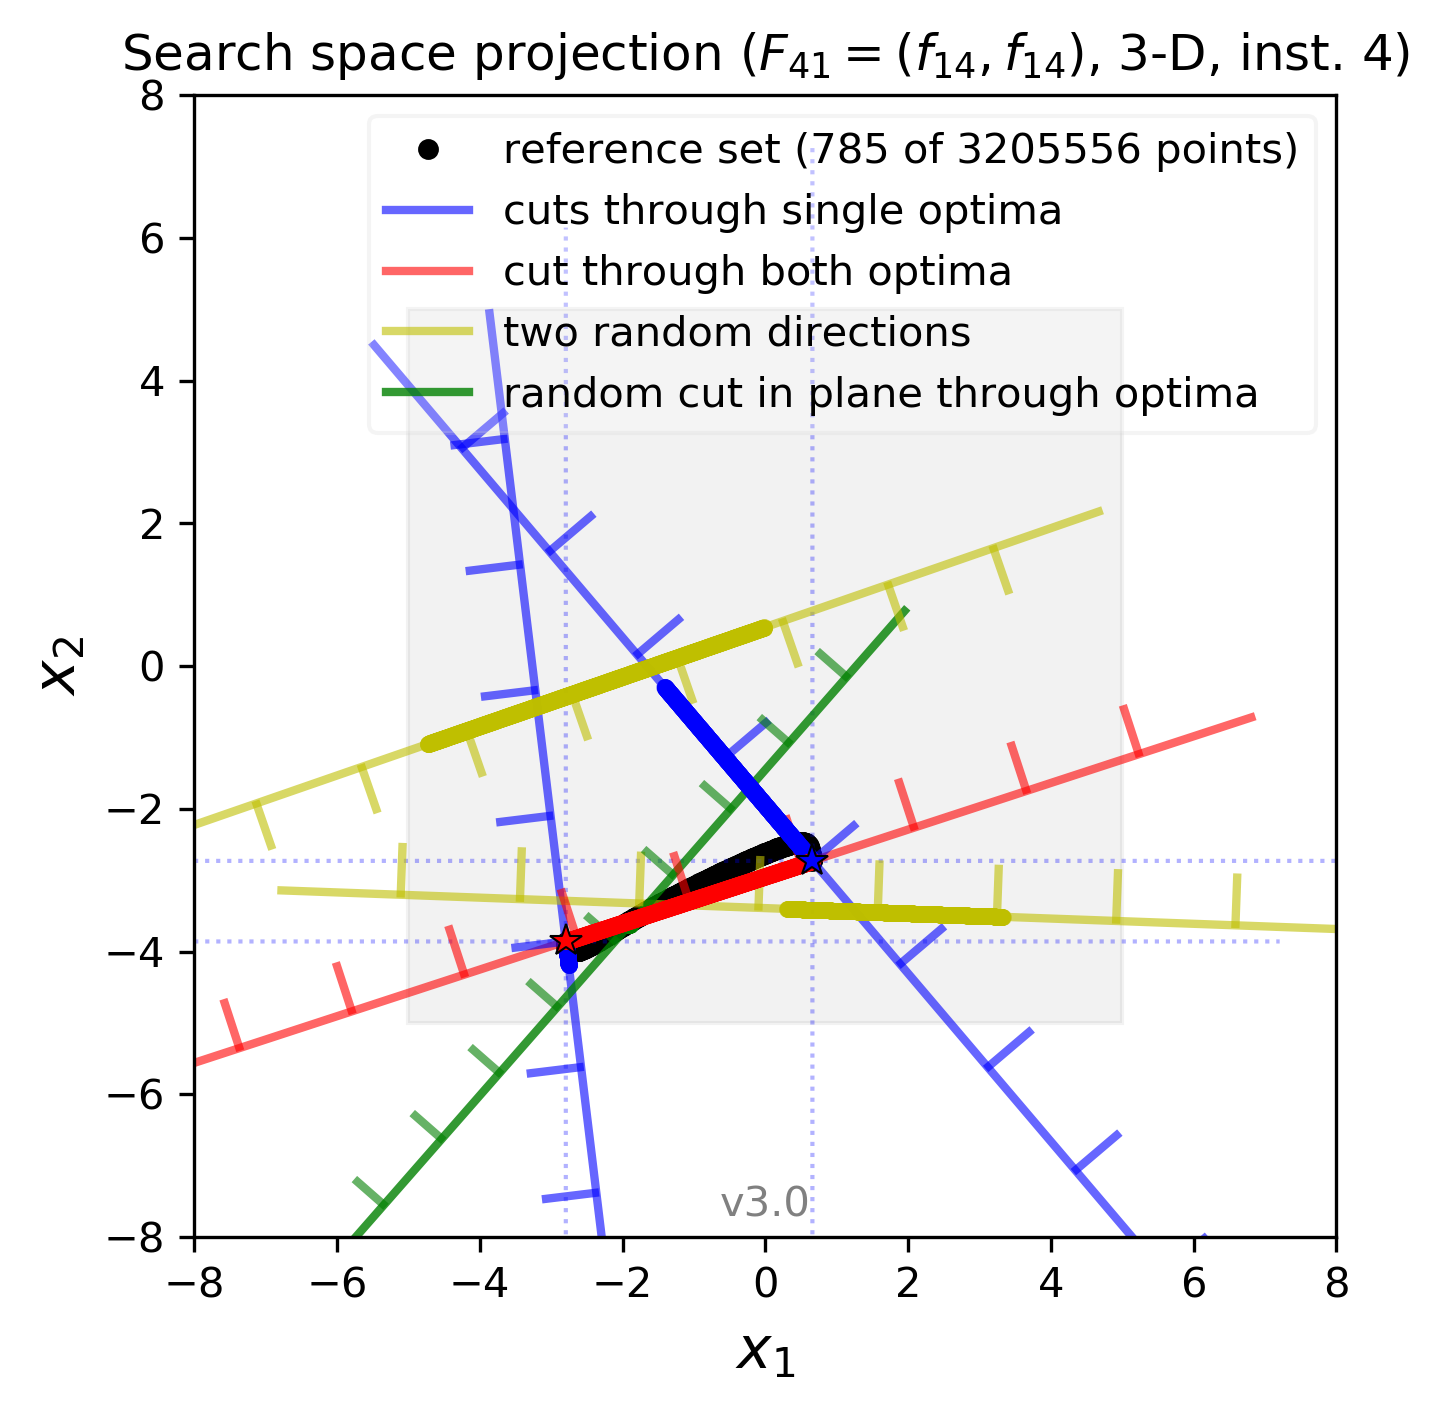 Search space projection (F41 = (f14, f14), 3-D, inst. 4)
reference set (785 of 3205556 points)
cuts through single optima
cut through both optima
two random directions
random cut in plane through optima
8
6
4
2
0
−2
−4
−6
−8
x2
v3.0
−8 −6 −4 −2 0 2 4 6 8
x1